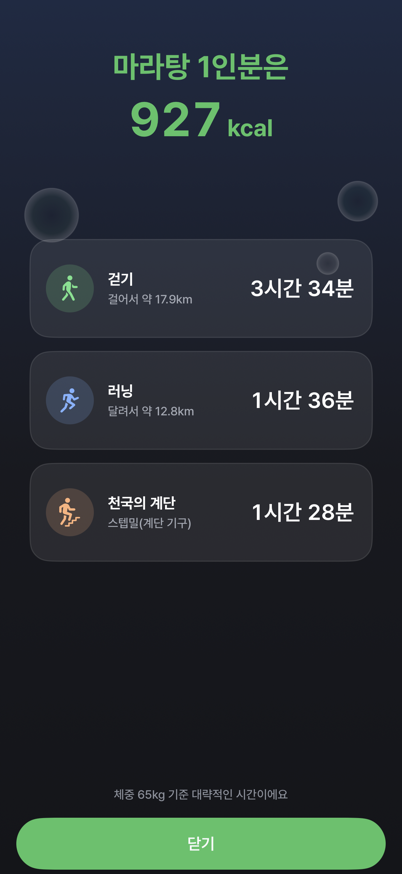 마라탕 1인분은
927 kcal
걷기
걸어서 약 17.9km
3시간 34분
러닝
달려서 약 12.8km
1시간 36분
천국의 계단
스텝밀(계단 기구)
1시간 28분
체중 65kg 기준 대략적인 시간이에요
닫기